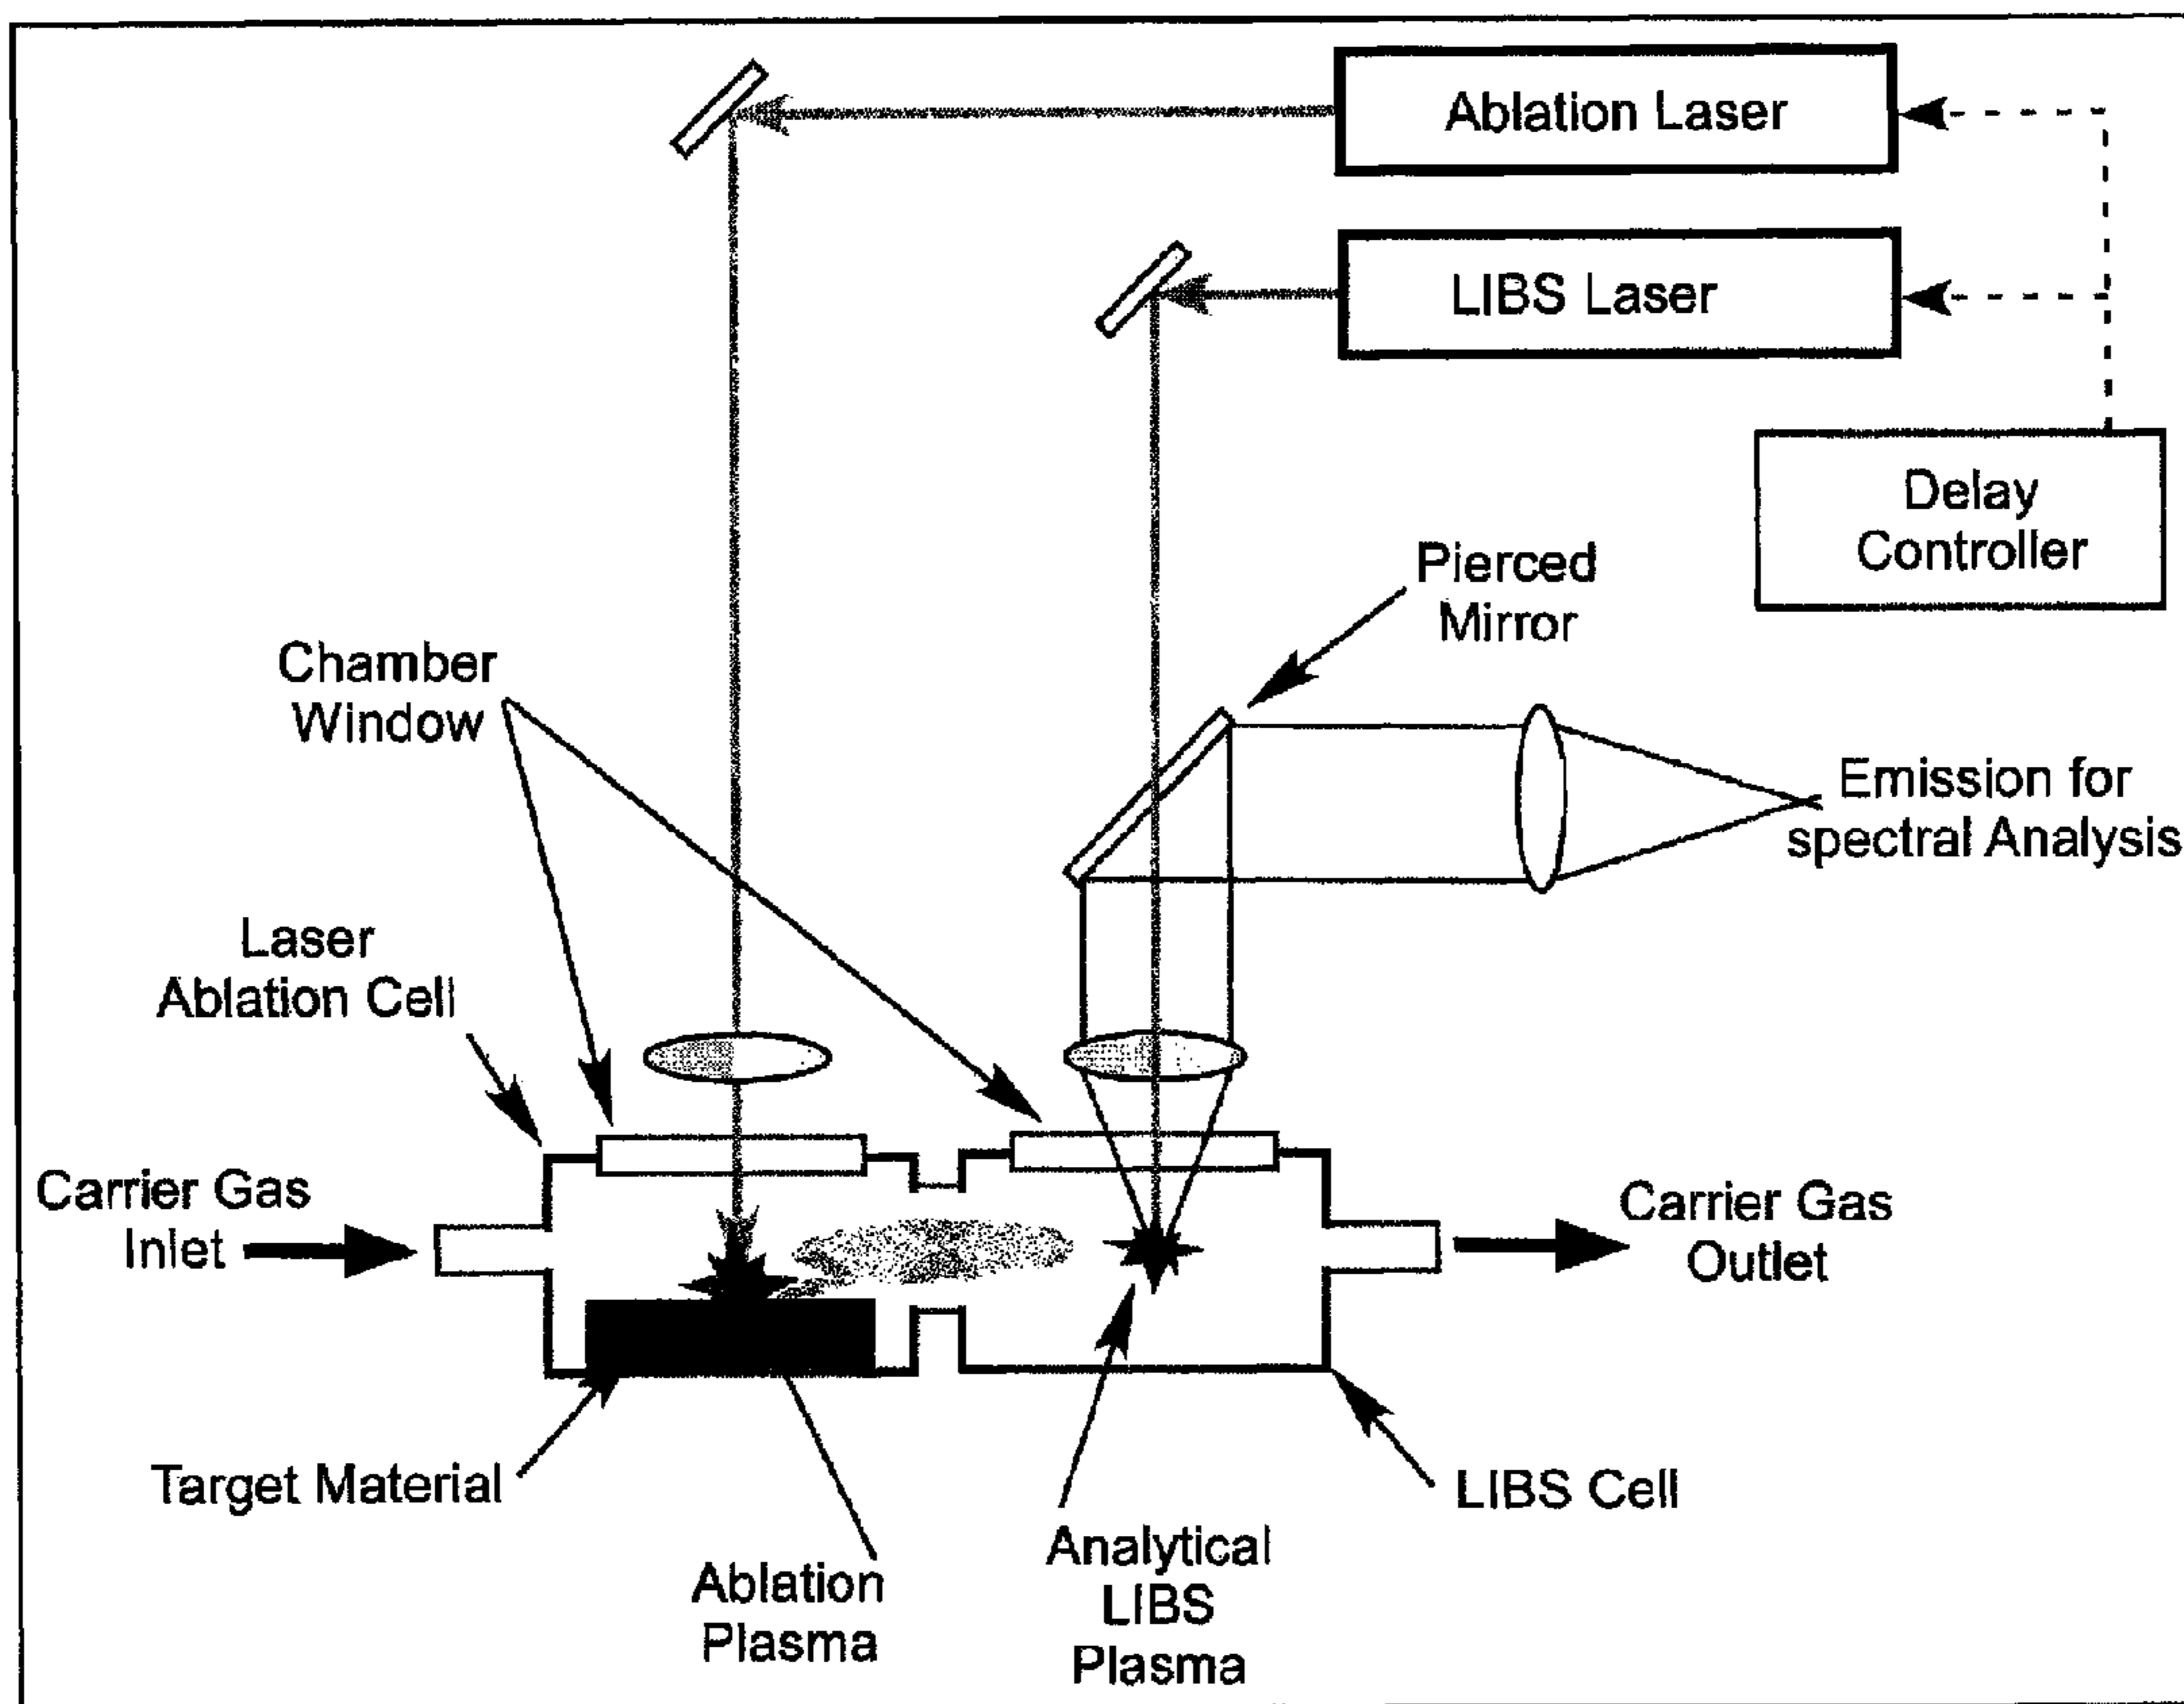 Ablation Laser
LIBS Laser
Delay
Controller
Pierced
Mirror
Chamber
Window
Emission for
spectral Analysis
Laser
Ablation Cell
Carrier Gas
Inlet
Carrier Gas
Outlet
Target Material
LIBS Cell
Ablation
Plasma
Analytical
LIBS
Plasma